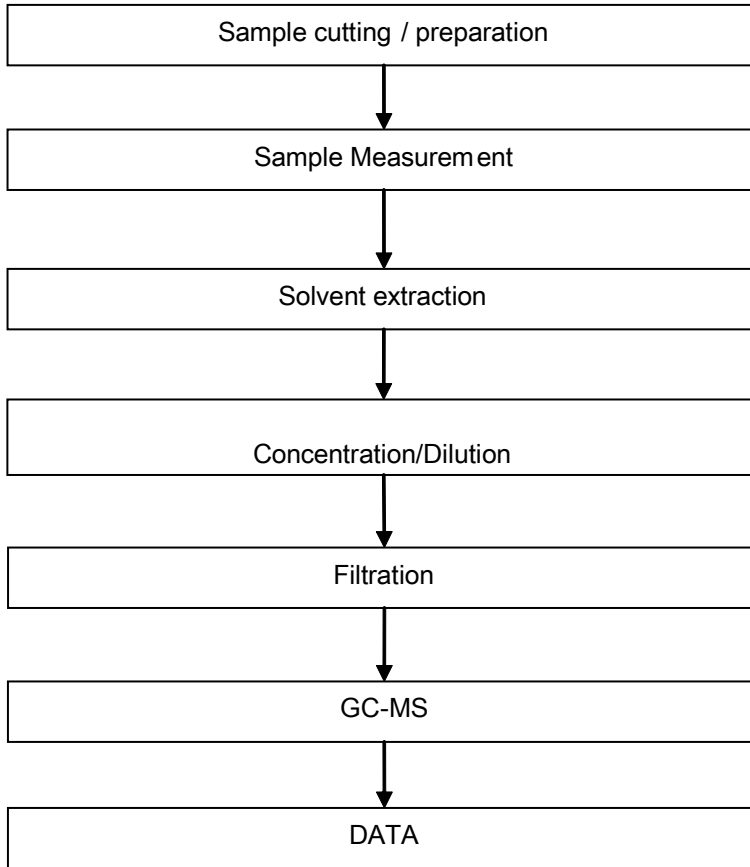 Sample cutting / preparation
Sample Measurement
Solvent extraction
Concentration/Dilution
Filtration
GC-MS
DATA